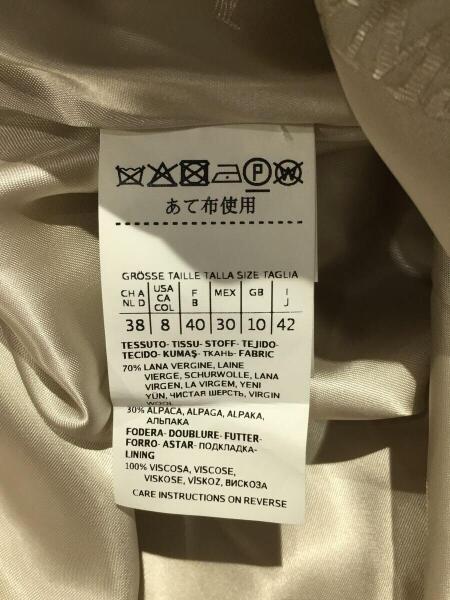 P W
あて布使用
GRÖSSE TAILLE TALLA SIZE TAGLIA
CH A NL D USA CA COL F B MEX GB I J
38 8 40 30 10 42
TESSUTO- TISSU- STOFF- TEJIDO-
TECIDO- KUMAŞ- ТКАНЬ- FABRIC
70% LANA VERGINE, LAINE
VIERGE, SCHURWOLLE, LANA
VIRGEN, LA VIRGEM, YENI
YÜN, ЧИСТАЯ ШЕРСТЬ, VIRGIN
WOOL
30% ALPACA, ALPAGA, ALPAKA,
АЛЬПАКА
FODERA- DOUBLURE- FUTTER-
FORRO- ASTAR- ПОДКЛАДКА-
LINING
100% VISCOSA, VISCOSE,
VISKOSE, VİSKOZ, ВИСКОЗА
CARE INSTRUCTIONS ON REVERSE